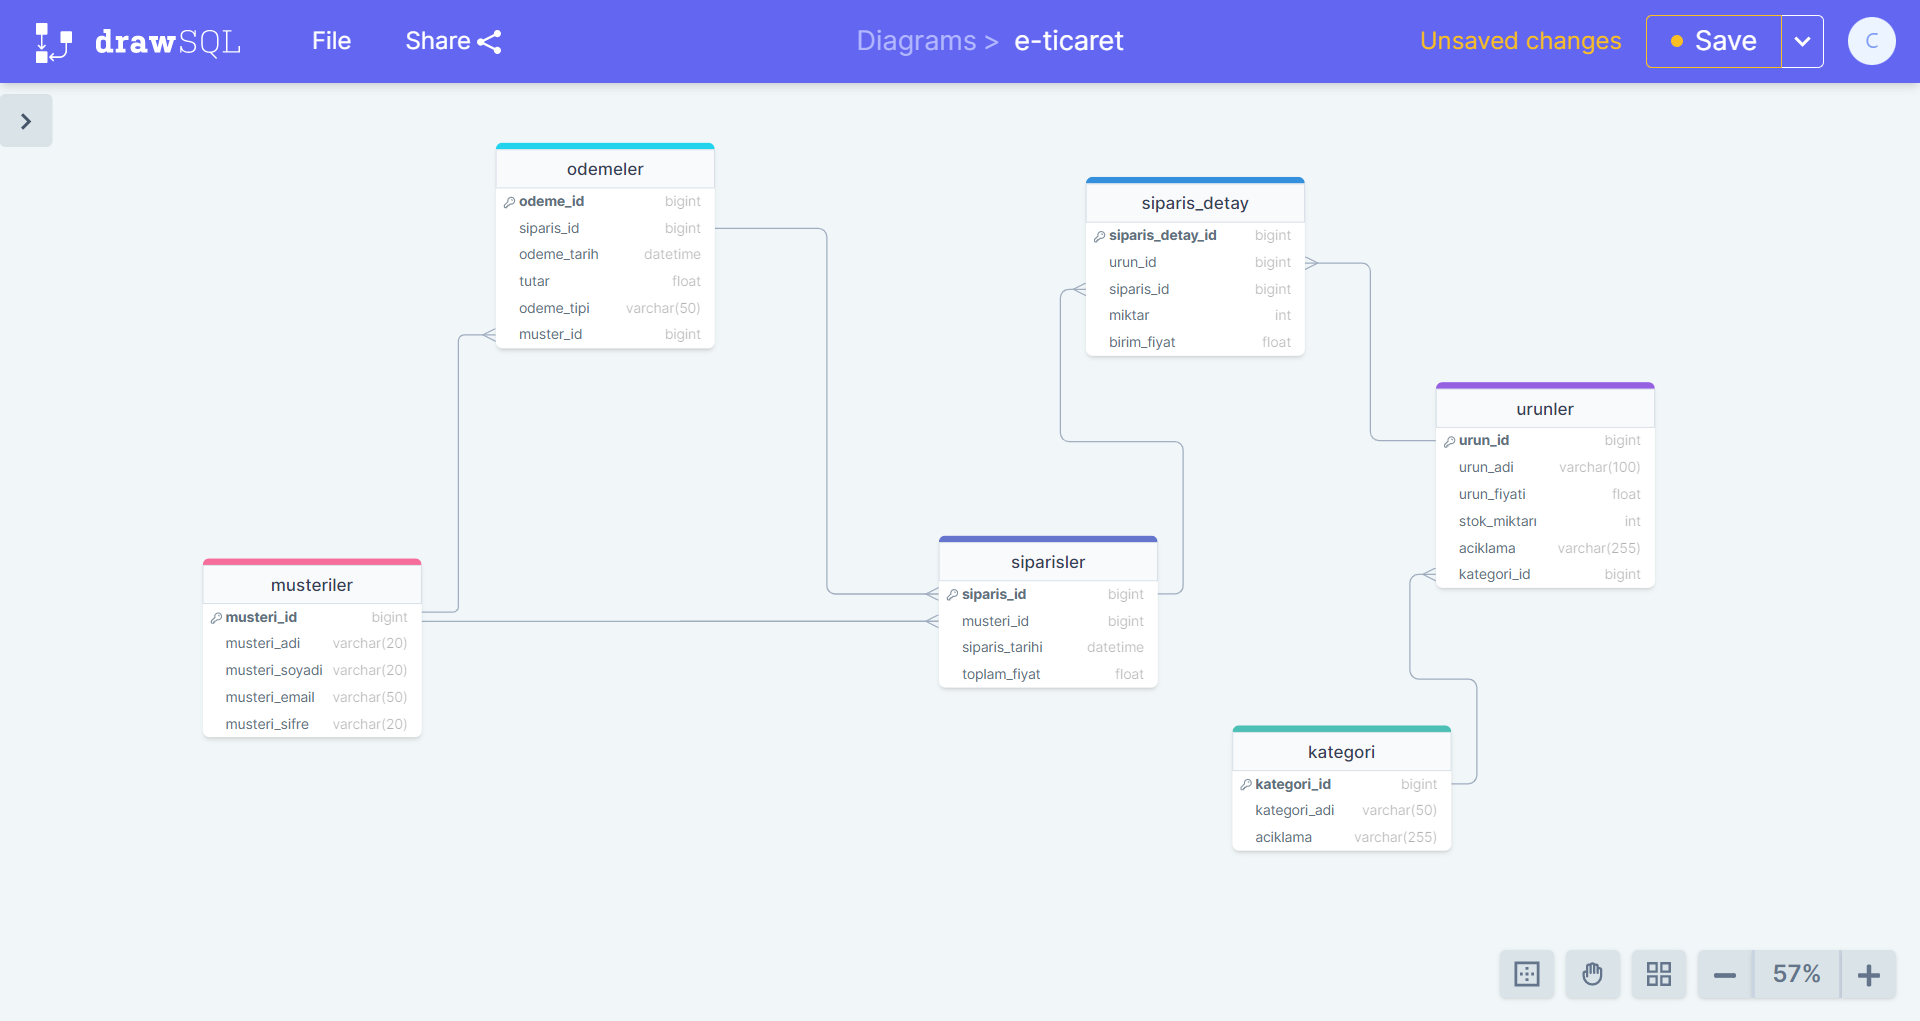 drawSQL File Share Diagrams > e-ticaret Unsaved changes Save C
odemeler
odeme_id bigint
siparis_id bigint
odeme_tarih datetime
tutar float
odeme_tipi varchar(50)
muster_id bigint
siparis_detay
siparis_detay_id bigint
urun_id bigint
siparis_id bigint
miktar int
birim_fiyat float
urunler
urun_id bigint
urun_adi varchar(100)
urun_fiyati float
stok_miktarı int
aciklama varchar(255)
kategori_id bigint
musteriler
musteri_id bigint
musteri_adi varchar(20)
musteri_soyadi varchar(20)
musteri_email varchar(50)
musteri_sifre varchar(20)
siparisler
siparis_id bigint
musteri_id bigint
siparis_tarihi datetime
toplam_fiyat float
kategori
kategori_id bigint
kategori_adi varchar(50)
aciklama varchar(255)
57%